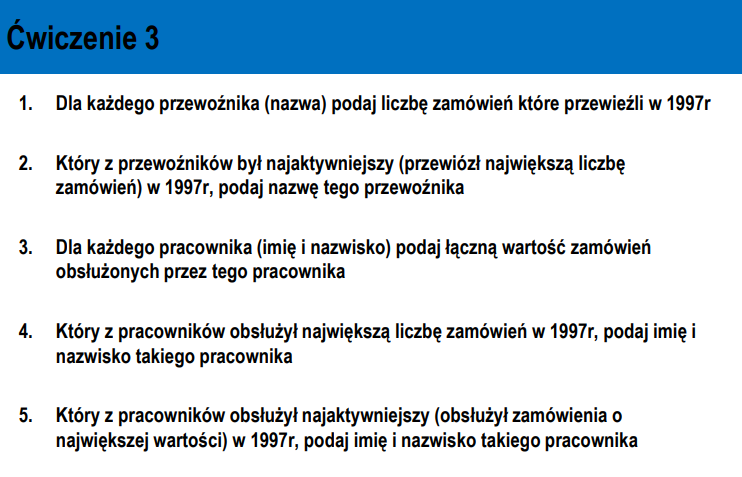 Ćwiczenie 3
1. Dla każdego przewoźnika (nazwa) podaj liczbę zamówień które przewieźli w 1997r
2. Który z przewoźników był najaktywniejszy (przewiózł największą liczbę
zamówień) w 1997r, podaj nazwę tego przewoźnika
3. Dla każdego pracownika (imię i nazwisko) podaj łączną wartość zamówień
obsłużonych przez tego pracownika
4. Który z pracowników obsłużył największą liczbę zamówień w 1997r, podaj imię i
nazwisko takiego pracownika
5. Który z pracowników obsłużył najaktywniejszy (obsłużył zamówienia o
największej wartości) w 1997r, podaj imię i nazwisko takiego pracownika